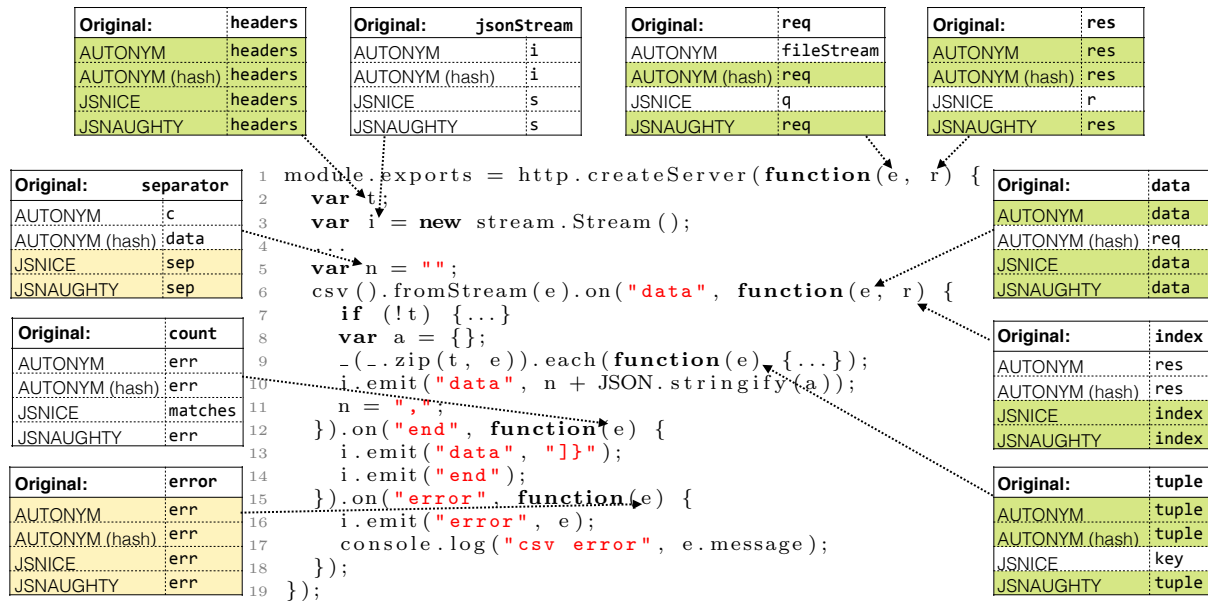 Original: headers
AUTONYM headers
AUTONYM (hash) headers
JSNICE headers
JSNAUGHTY headers
Original: jsonStream
AUTONYM i
AUTONYM (hash) i
JSNICE s
JSNAUGHTY s
Original: req
AUTONYM fileStream
AUTONYM (hash) req
JSNICE q
JSNAUGHTY req
Original: res
AUTONYM res
AUTONYM (hash) res
JSNICE r
JSNAUGHTY res
Original: separator
AUTONYM c
AUTONYM (hash) data
JSNICE sep
JSNAUGHTY sep
Original: count
AUTONYM err
AUTONYM (hash) err
JSNICE matches
JSNAUGHTY err
Original: error
AUTONYM err
AUTONYM (hash) err
JSNICE err
JSNAUGHTY err
1 module.exports = http.createServer(function(e, r) {
2 var t;
3 var i = new stream.Stream();
4 ...
5 var n = "";
6 csv().fromStream(e).on("data", function(e, r) {
7 if (!t) {...}
8 var a = {};
9 _(_.zip(t, e)).each(function(e) {...});
10 i.emit("data", n + JSON.stringify(a));
11 n = ",";
12 }).on("end", function(e) {
13 i.emit("data", "]}");
14 i.emit("end");
15 }).on("error", function(e) {
16 i.emit("error", e);
17 console.log("csv error", e.message);
18 });
19 });
Original: data
AUTONYM data
AUTONYM (hash) req
JSNICE data
JSNAUGHTY data
Original: index
AUTONYM res
AUTONYM (hash) res
JSNICE index
JSNAUGHTY index
Original: tuple
AUTONYM tuple
AUTONYM (hash) tuple
JSNICE key
JSNAUGHTY tuple